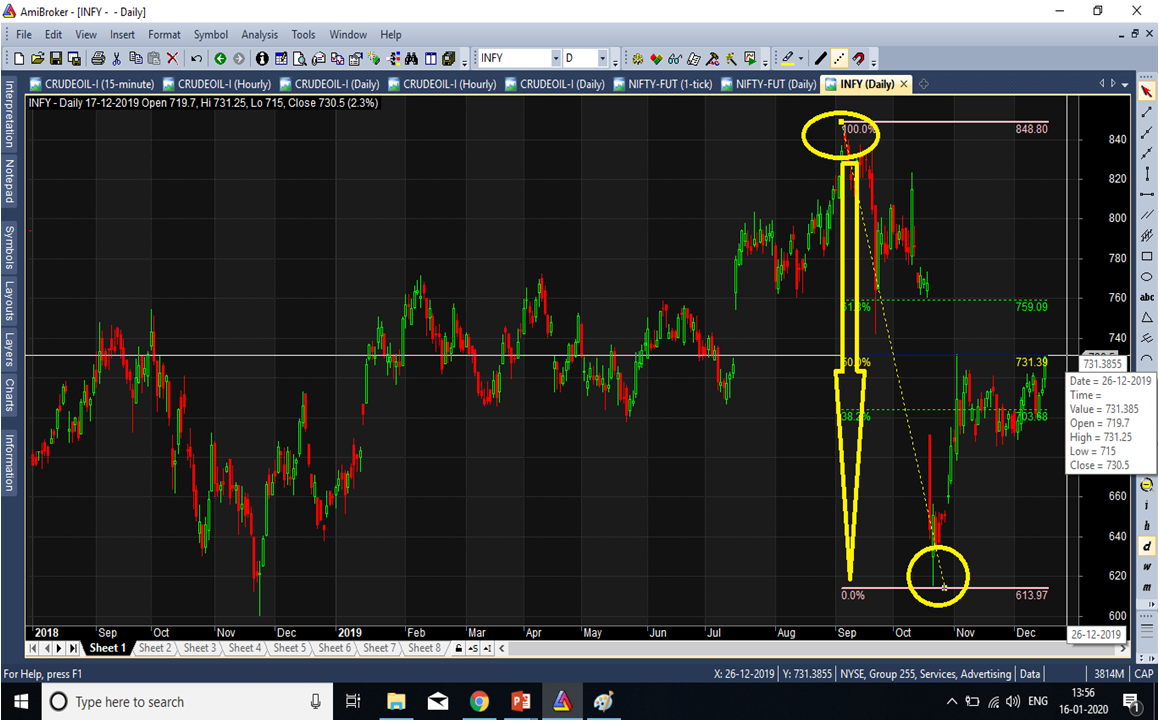 AmiBroker - [INFY - - Daily]
File Edit View Insert Format Symbol Analysis Tools Window Help
INFY D
CRUDEOIL-I (15-minute) CRUDEOIL-I (Hourly) CRUDEOIL-I (Daily) CRUDEOIL-I (Hourly) CRUDEOIL-I (Daily) NIFTY-FUT (1-tick) NIFTY-FUT (Daily) INFY (Daily)
INFY - Daily 17-12-2019 Open 719.7, Hi 731.25, Lo 715, Close 730.5 (2.3%)
Interpretation
Notepad
Symbols
Layouts
Layers
Charts
Information
100.0% 848.80
840
820
800
780
760
61.8% 759.09
740
50.0% 731.39
731.3855
38.2% 703.68
Date = 26-12-2019
Time =
Value = 731.385
Open = 719.7
High = 731.25
Low = 715
Close = 730.5
660
640
620
600
0.0% 613.97
abc
i
h
d
w
m
2018 Sep Oct Nov Dec 2019 Feb Mar Apr May Jun Jul Aug Sep Oct Nov Dec
26-12-2019
Sheet 1 Sheet 2 Sheet 3 Sheet 4 Sheet 5 Sheet 6 Sheet 7 Sheet 8
For Help, press F1
X: 26-12-2019 Y: 731.3855 NYSE, Group 255, Services, Advertising Data 3814M CAP
Type here to search
ENG
13:56
16-01-2020
1